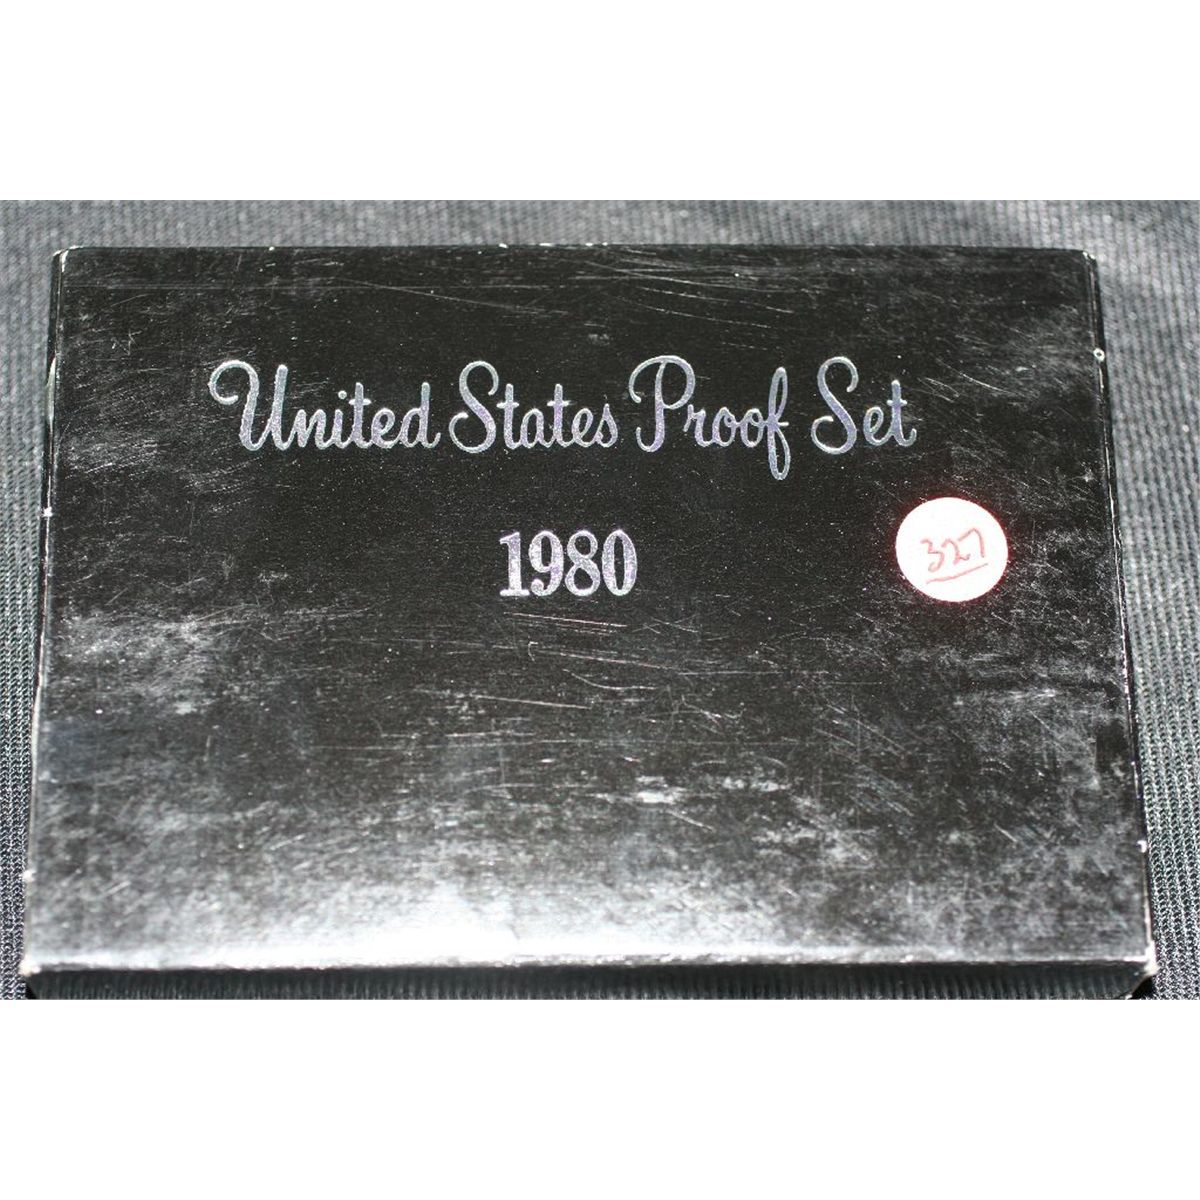 United States Proof Set
1980
327